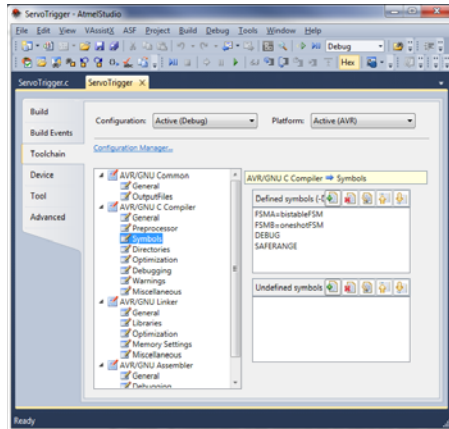 ServoTrigger - AtmelStudio
File Edit View VAssistX ASF Project Build Debug Tools Window Help
Debug
Hex
ServoTrigger.c ServoTrigger X
Build
Build Events
Toolchain
Device
Tool
Advanced
Configuration: Active (Debug) Platform: Active (AVR)
Configuration Manager...
AVR/GNU Common
General
OutputFiles
AVR/GNU C Compiler
General
Preprocessor
Symbols
Directories
Optimization
Debugging
Warnings
Miscellaneous
AVR/GNU Linker
General
Libraries
Optimization
Memory Settings
Miscellaneous
AVR/GNU Assembler
General
Debugging
AVR/GNU C Compiler ➡ Symbols
Defined symbols (-D
FSMA=bistableFSM
FSMB=oneshotFSM
DEBUG
SAFERANGE
Undefined symbols
Ready